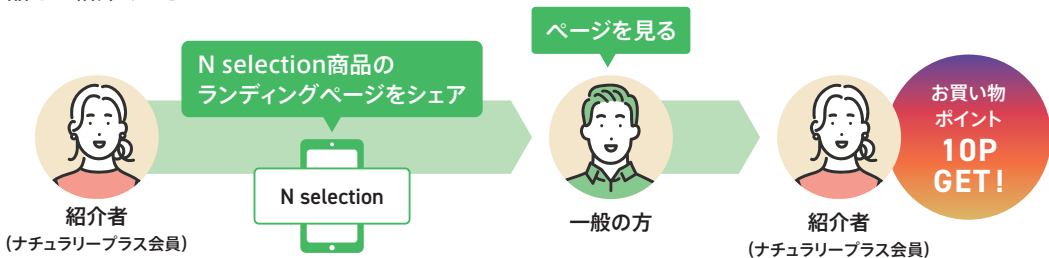 ページを見る
N selection商品の
ランディングページをシェア
お買い物
ポイント
10P
GET!
N selection
紹介者
(ナチュラリープラス会員)
一般の方
紹介者
(ナチュラリープラス会員)